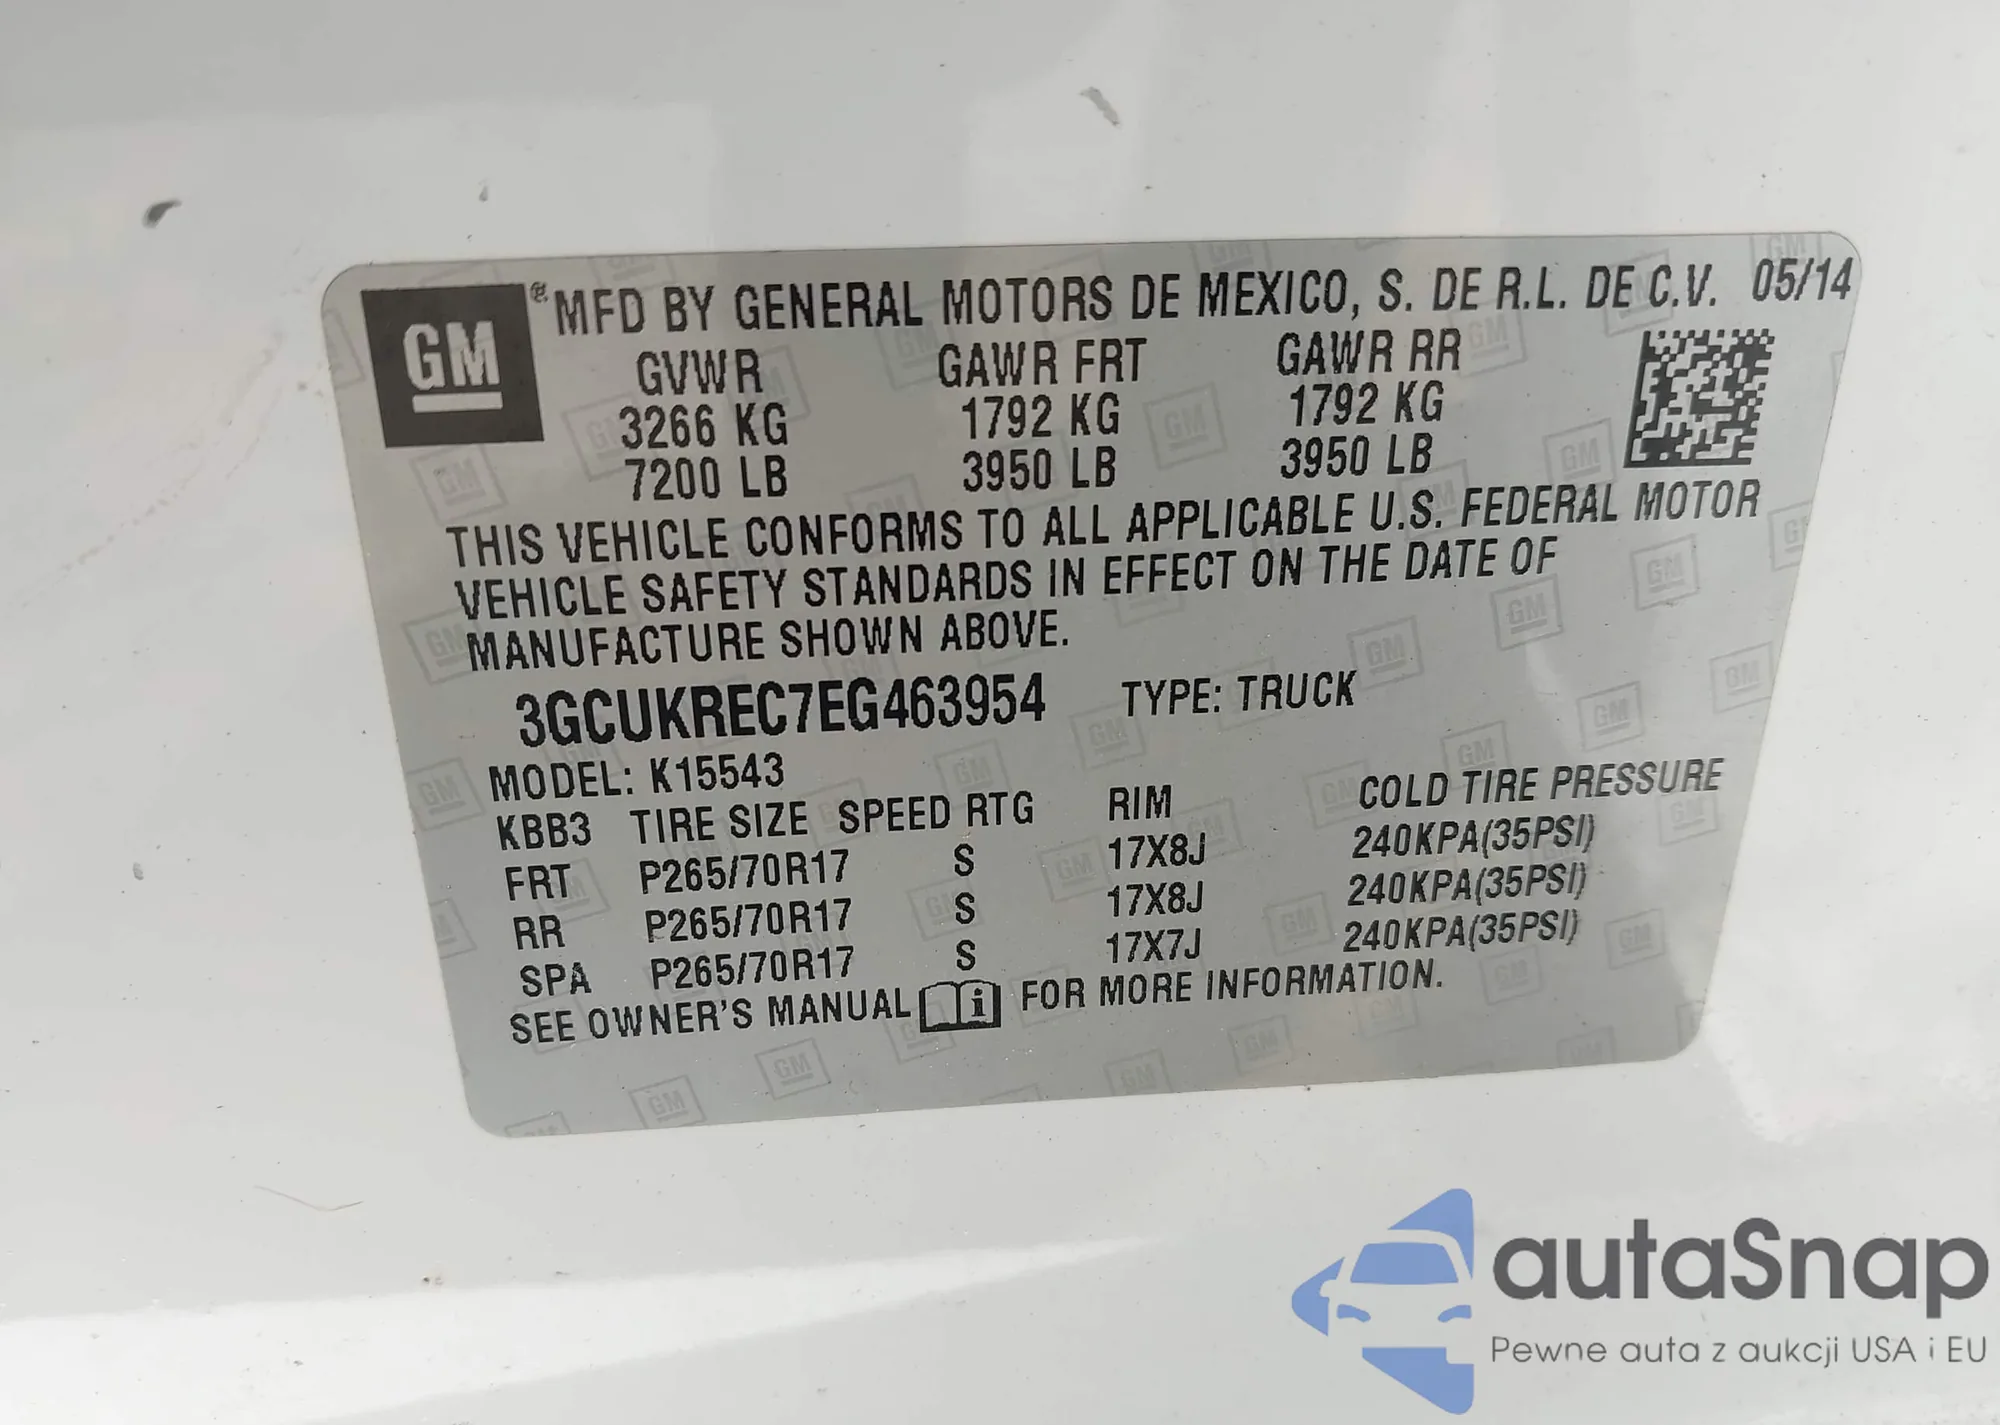 GM ® MFD BY GENERAL MOTORS DE MEXICO, S. DE R.L. DE C.V. 05/14
GVWR GAWR FRT GAWR RR
3266 KG 1792 KG 1792 KG
7200 LB 3950 LB 3950 LB
THIS VEHICLE CONFORMS TO ALL APPLICABLE U.S. FEDERAL MOTOR
VEHICLE SAFETY STANDARDS IN EFFECT ON THE DATE OF
MANUFACTURE SHOWN ABOVE.
3GCUKREC7EG463954 TYPE: TRUCK
MODEL: K15543
KBB3 TIRE SIZE SPEED RTG RIM COLD TIRE PRESSURE
FRT P265/70R17 S 17X8J 240KPA(35PSI)
RR P265/70R17 S 17X8J 240KPA(35PSI)
SPA P265/70R17 S 17X7J 240KPA(35PSI)
SEE OWNER'S MANUAL i FOR MORE INFORMATION.
autaSnap
Pewne auta z aukcji USA i EU